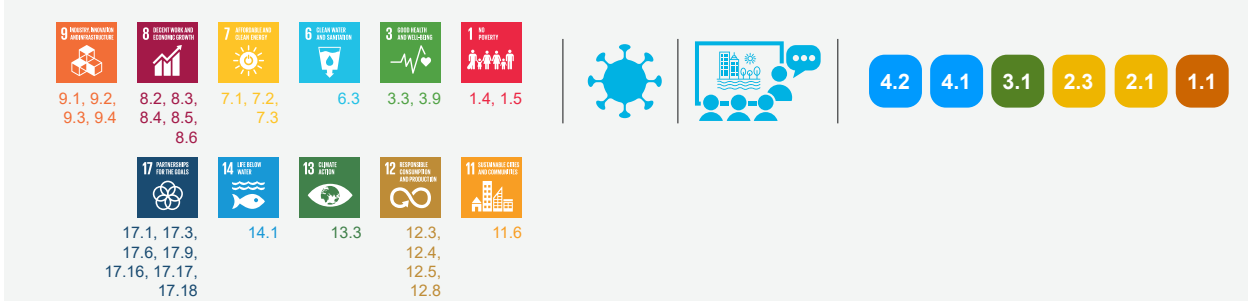 9 INDUSTRY, INNOVATION
AND INFRASTRUCTURE
9.1, 9.2,
9.3, 9.4
8 DECENT WORK AND
ECONOMIC GROWTH
8.2, 8.3,
8.4, 8.5,
8.6
7 AFFORDABLE AND
CLEAN ENERGY
7.1, 7.2,
7.3
6 CLEAN WATER
AND SANITATION
6.3
3 GOOD HEALTH
AND WELL-BEING
3.3, 3.9
1 NO
POVERTY
1.4, 1.5
4.2
4.1
3.1
2.3
2.1
1.1
17 PARTNERSHIPS
FOR THE GOALS
17.1, 17.3,
17.6, 17.9,
17.16, 17.17,
17.18
14 LIFE BELOW
WATER
14.1
13 CLIMATE
ACTION
13.3
12 RESPONSIBLE
CONSUMPTION
AND PRODUCTION
12.3,
12.4,
12.5,
12.8
11 SUSTAINABLE CITIES
AND COMMUNITIES
11.6